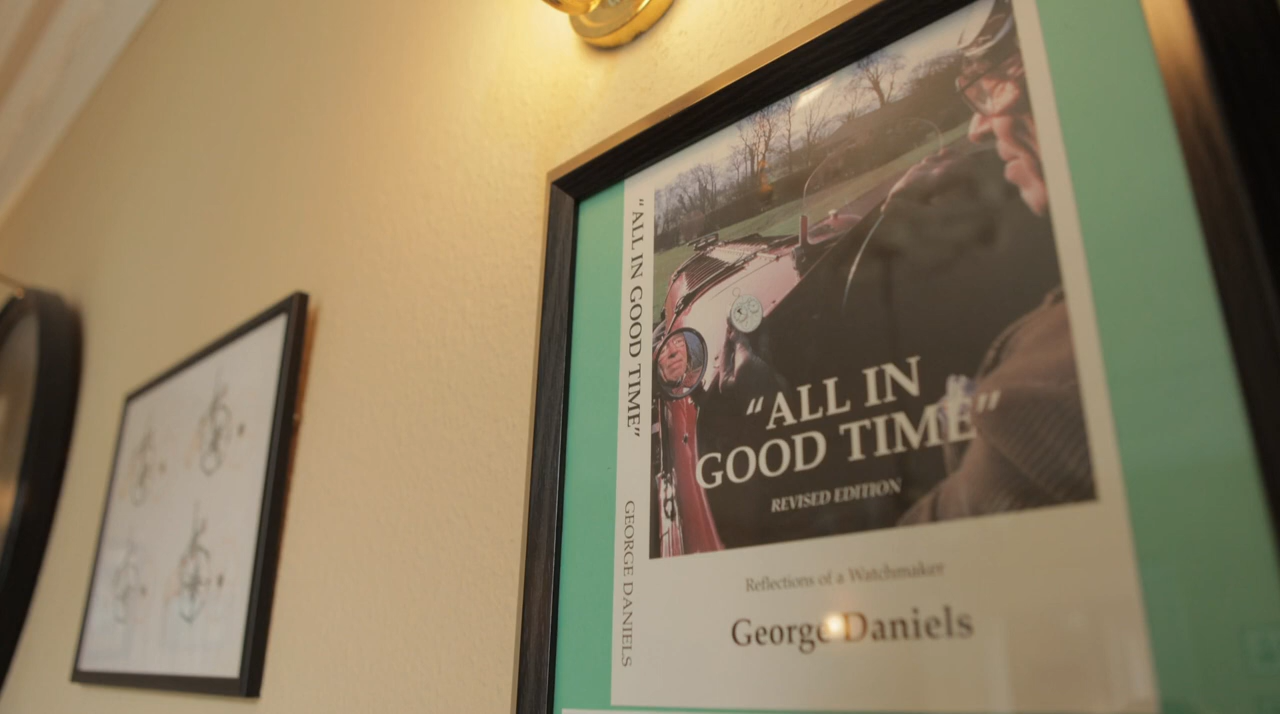 "ALL IN GOOD TIME"
GEORGE DANIELS
"ALL IN
GOOD TIME"
REVISED EDITION
Reflections of a Watchmaker
George Daniels